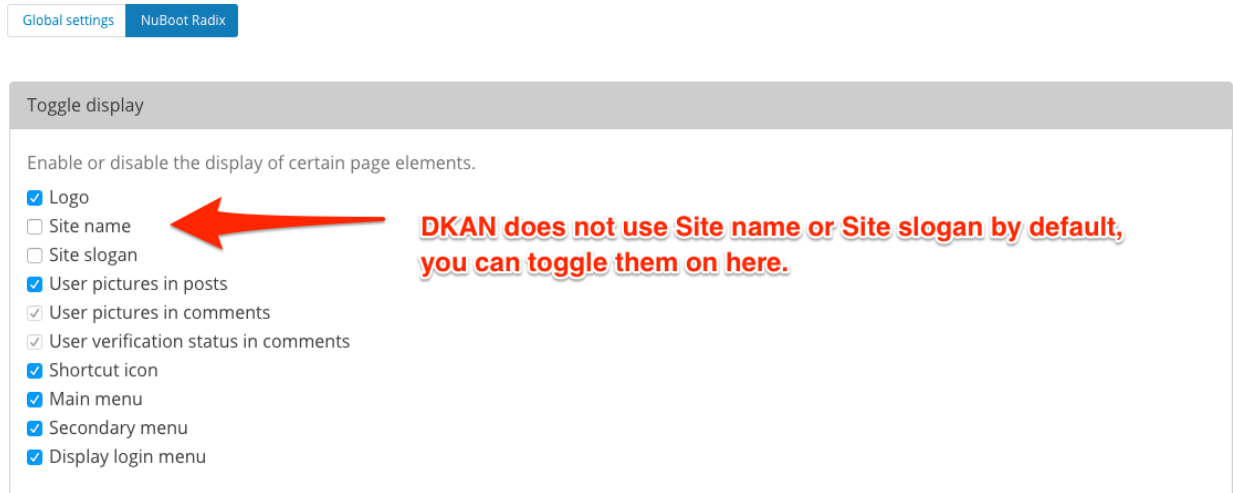 Global settings NuBoot Radix
Toggle display
Enable or disable the display of certain page elements.
Logo
Site name
Site slogan
DKAN does not use Site name or Site slogan by default,
you can toggle them on here.
User pictures in posts
User pictures in comments
User verification status in comments
Shortcut icon
Main menu
Secondary menu
Display login menu